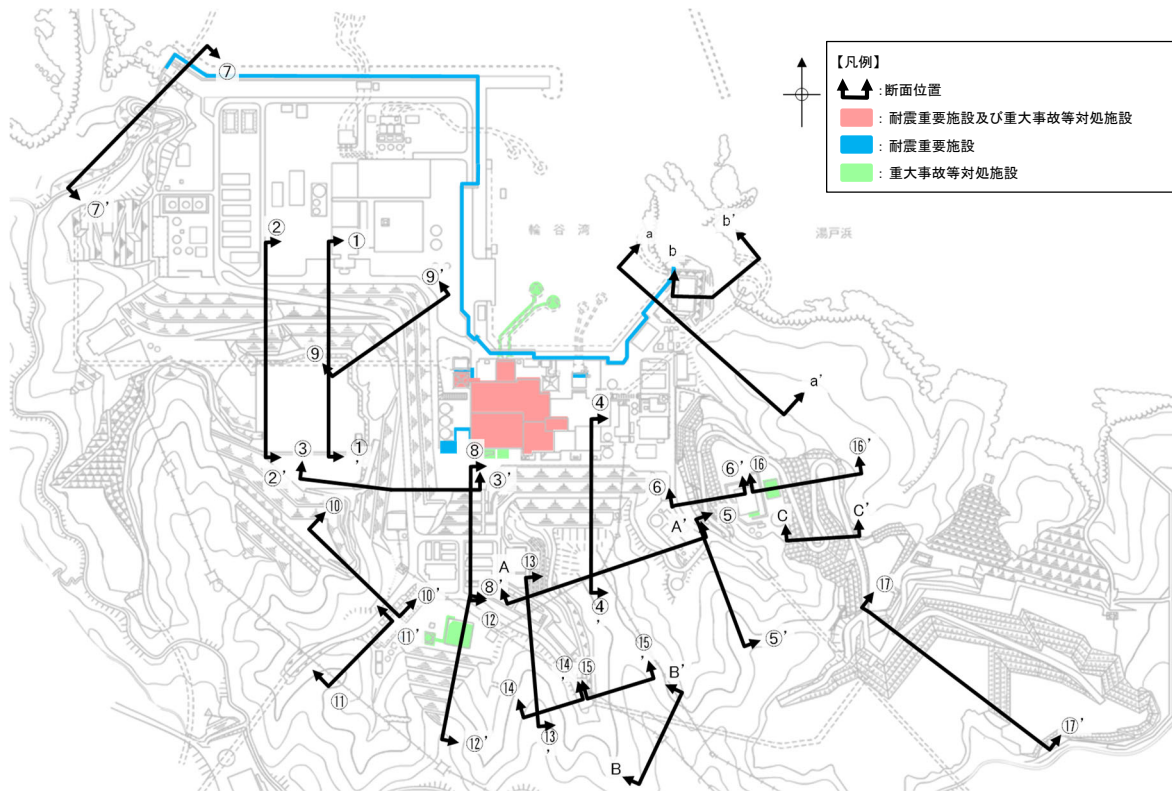 【凡例】
:断面位置
: 耐震重要施設及び重大事故等対処施設
: 耐震重要施設
: 重大事故等対処施設
⑦
⑦'
②
①
⑨'
輪谷湾
a
b
b'
湯戸浜
⑨
a'
④
②'
③
①'
⑧
③'
⑥
⑥'
⑯
⑯'
⑩
A'
⑤
C
C'
A
⑬
⑧'
④'
⑩'
⑫
⑰
⑪'
⑤'
⑪
⑭
⑭'
⑮
⑮'
B'
⑫'
⑬'
⑰'
B